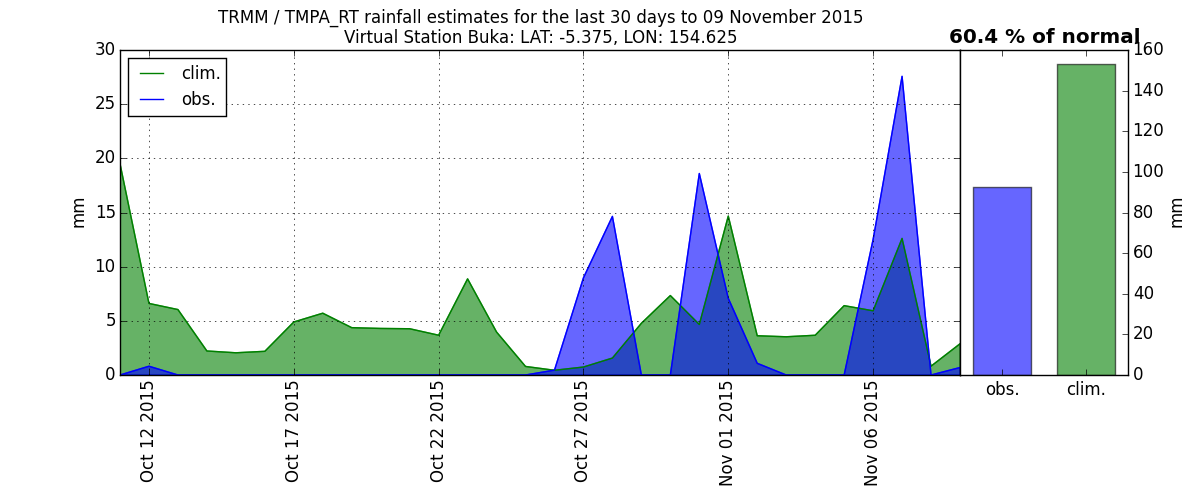 TRMM / TMPA_RT rainfall estimates for the last 30 days to 09 November 2015
Virtual Station Buka: LAT: -5.375, LON: 154.625
60.4 % of normal
clim.
obs.
30
25
20
15
10
5
0
mm
Oct 12 2015
Oct 17 2015
Oct 22 2015
Oct 27 2015
Nov 01 2015
Nov 06 2015
160
140
120
100
80
60
40
20
0
mm
obs.
clim.